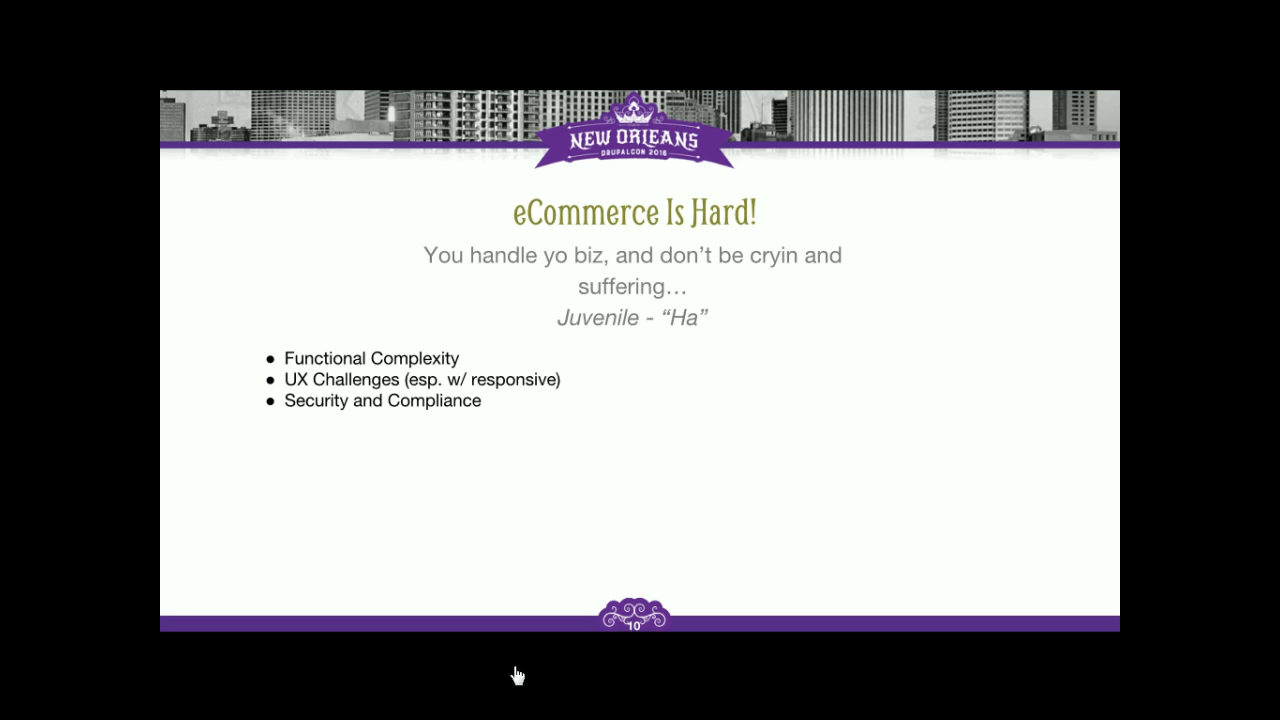 NEW ORLEANS
DRUPALCON 2016
eCommerce Is Hard!
You handle yo biz, and don’t be cryin and
suffering…
Juvenile - “Ha”
● Functional Complexity
● UX Challenges (esp. w/ responsive)
● Security and Compliance
10